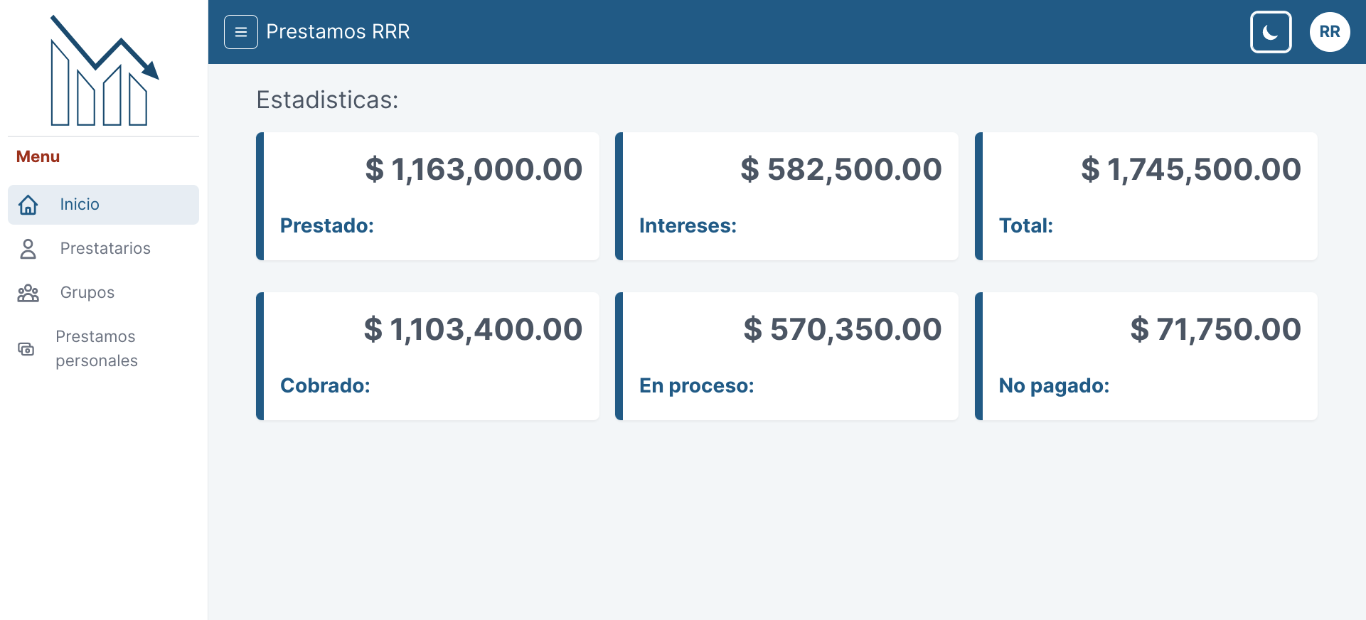 Prestamos RRR
RR
Menu
Inicio
Prestatarios
Grupos
Prestamos
personales
Estadisticas:
$ 1,163,000.00
Prestado:
$ 582,500.00
Intereses:
$ 1,745,500.00
Total:
$ 1,103,400.00
Cobrado:
$ 570,350.00
En proceso:
$ 71,750.00
No pagado: